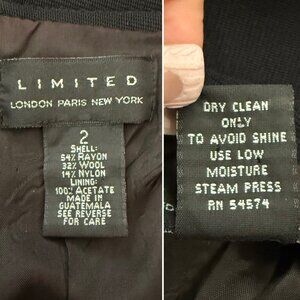 LIMITED
LONDON PARIS NEW YORK
2
SHELL:
54% RAYON
32% WOOL
14% NYLON
LINING:
100% ACETATE
MADE IN
GUATEMALA
SEE REVERSE
FOR CARE
DRY CLEAN
ONLY
TO AVOID SHINE
USE LOW
MOISTURE
STEAM PRESS
RN 54574